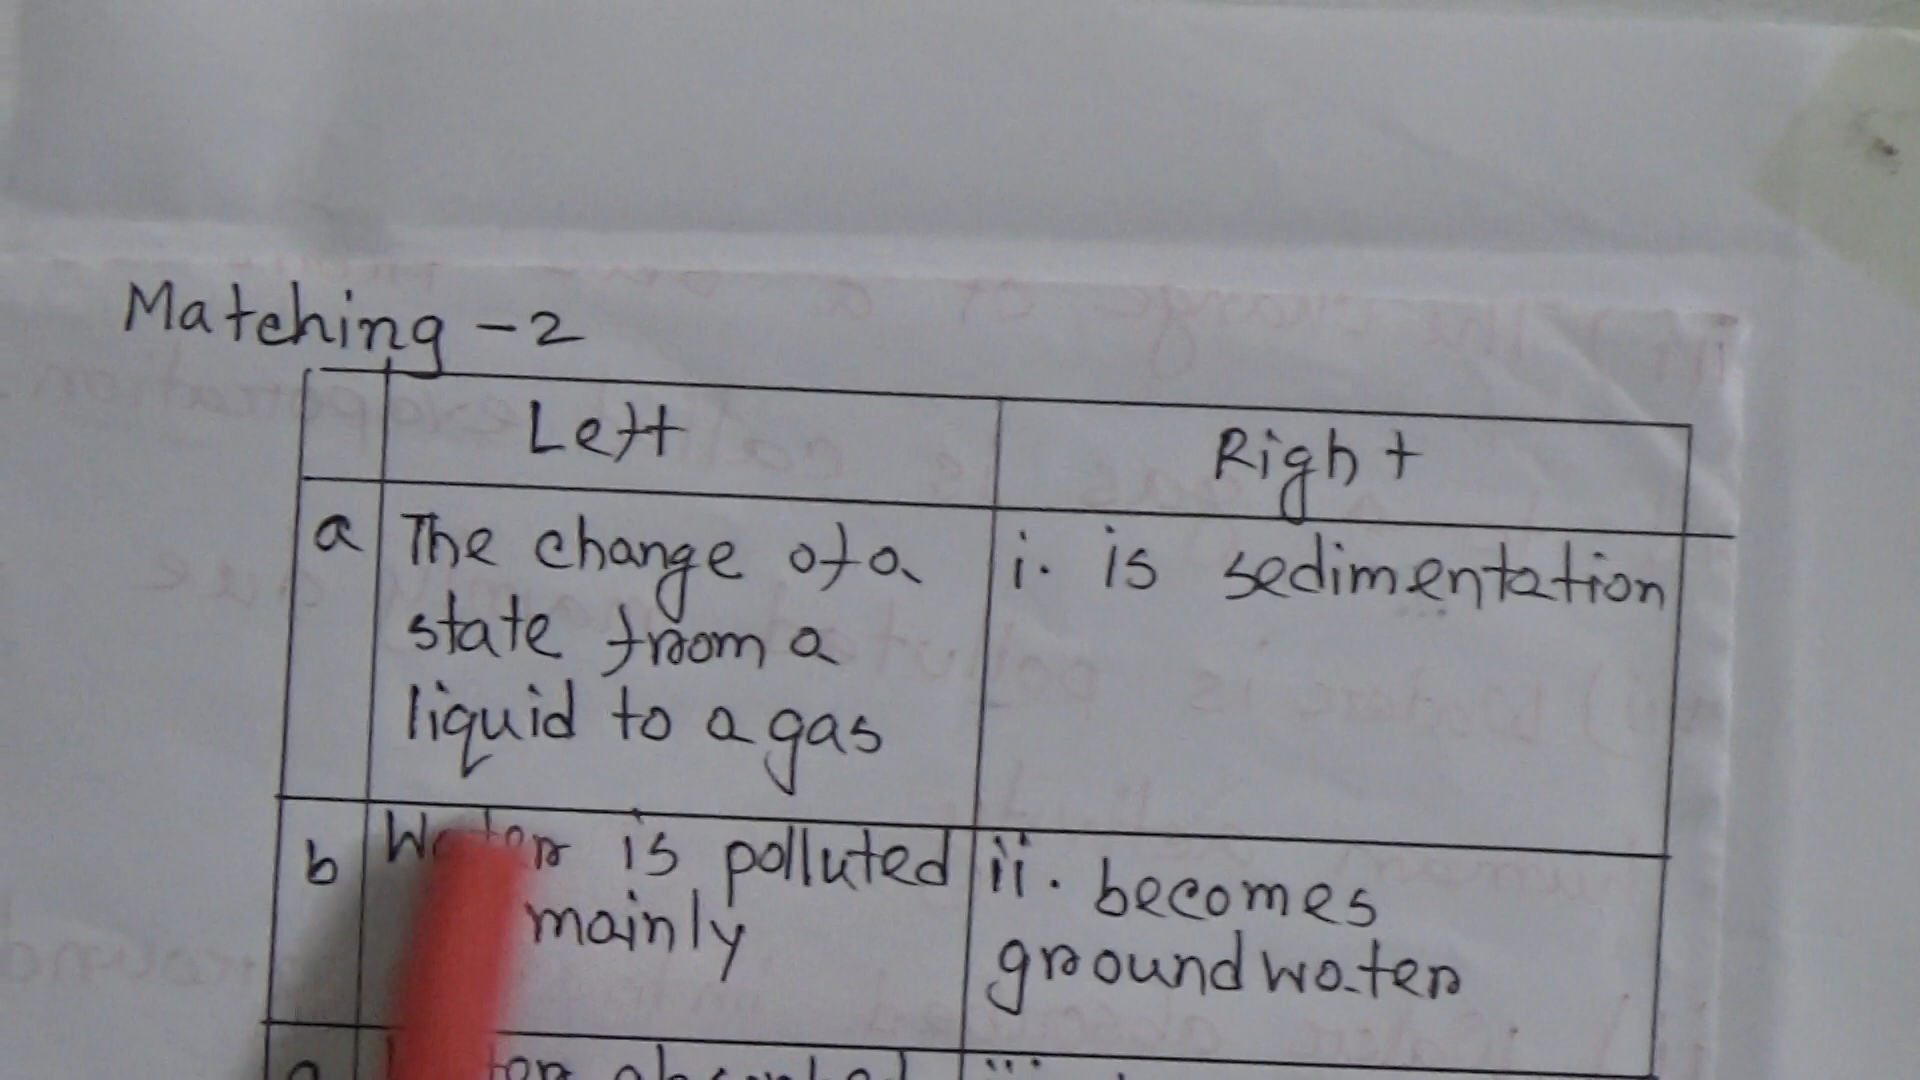 Matching -2
Left
Right
a
The change of a
state from a
liquid to a gas
i. is sedimentation
b
Water is polluted
mainly
ii. becomes
groundwater